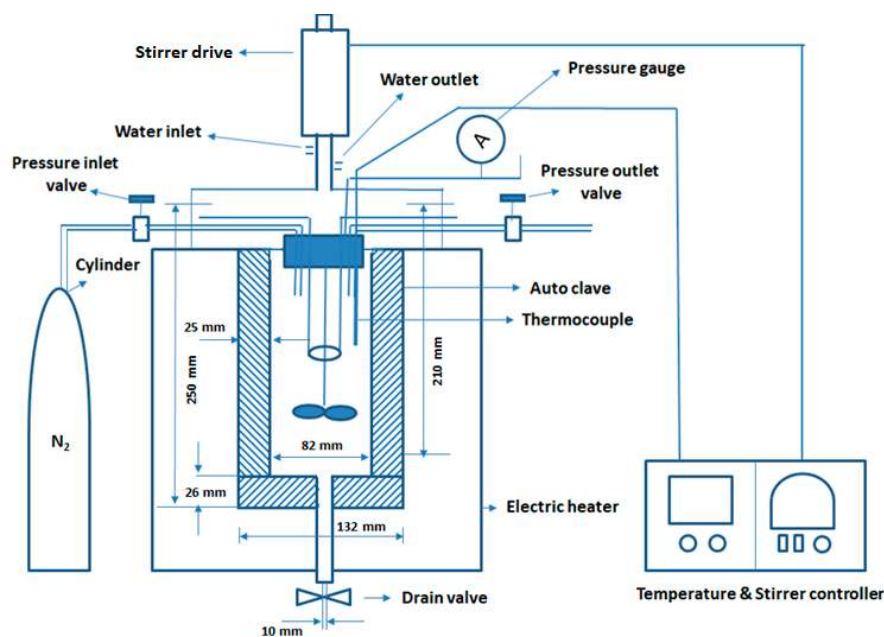 Stirrer drive
Water outlet
Pressure gauge
Water inlet
A
Pressure inlet
valve
Pressure outlet
valve
Cylinder
Auto clave
25 mm
Thermocouple
250 mm
210 mm
N₂
82 mm
26 mm
Electric heater
132 mm
Drain valve
Temperature & Stirrer controller
10 mm